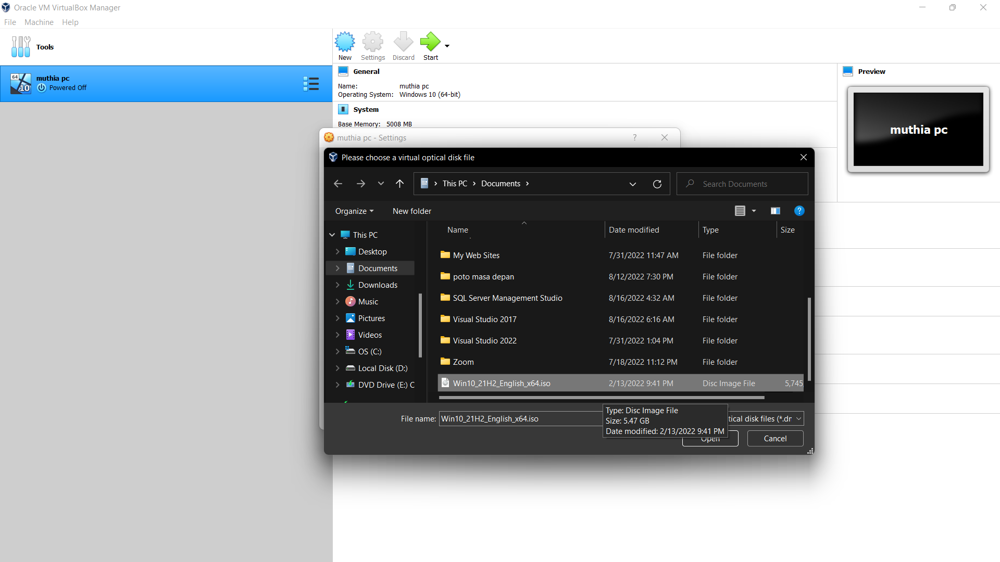 Oracle VM VirtualBox Manager
File Machine Help
Tools
New Settings Discard Start
64 10 muthia pc
Powered Off
General
Name: muthia pc
Operating System: Windows 10 (64-bit)
System
Base Memory: 5008 MB
Preview
muthia pc
muthia pc - Settings ?
Please choose a virtual optical disk file
This PC Documents
Search Documents
Organize New folder ?
Name Date modified Type Size
This PC
Desktop
Documents
Downloads
Music
Pictures
Videos
OS (C:)
Local Disk (D:)
DVD Drive (E:) C
My Web Sites 7/31/2022 11:47 AM File folder
poto masa depan 8/12/2022 7:30 PM File folder
SQL Server Management Studio 8/16/2022 4:32 AM File folder
Visual Studio 2017 8/16/2022 6:16 AM File folder
Visual Studio 2022 7/31/2022 1:04 PM File folder
Zoom 7/18/2022 11:12 PM File folder
Win10_21H2_English_x64.iso 2/13/2022 9:41 PM Disc Image File 5,745
File name: Win10_21H2_English_x64.iso
tical disk files (*.dr
Type: Disc Image File
Size: 5.47 GB
Date modified: 2/13/2022 9:41 PM
Open Cancel